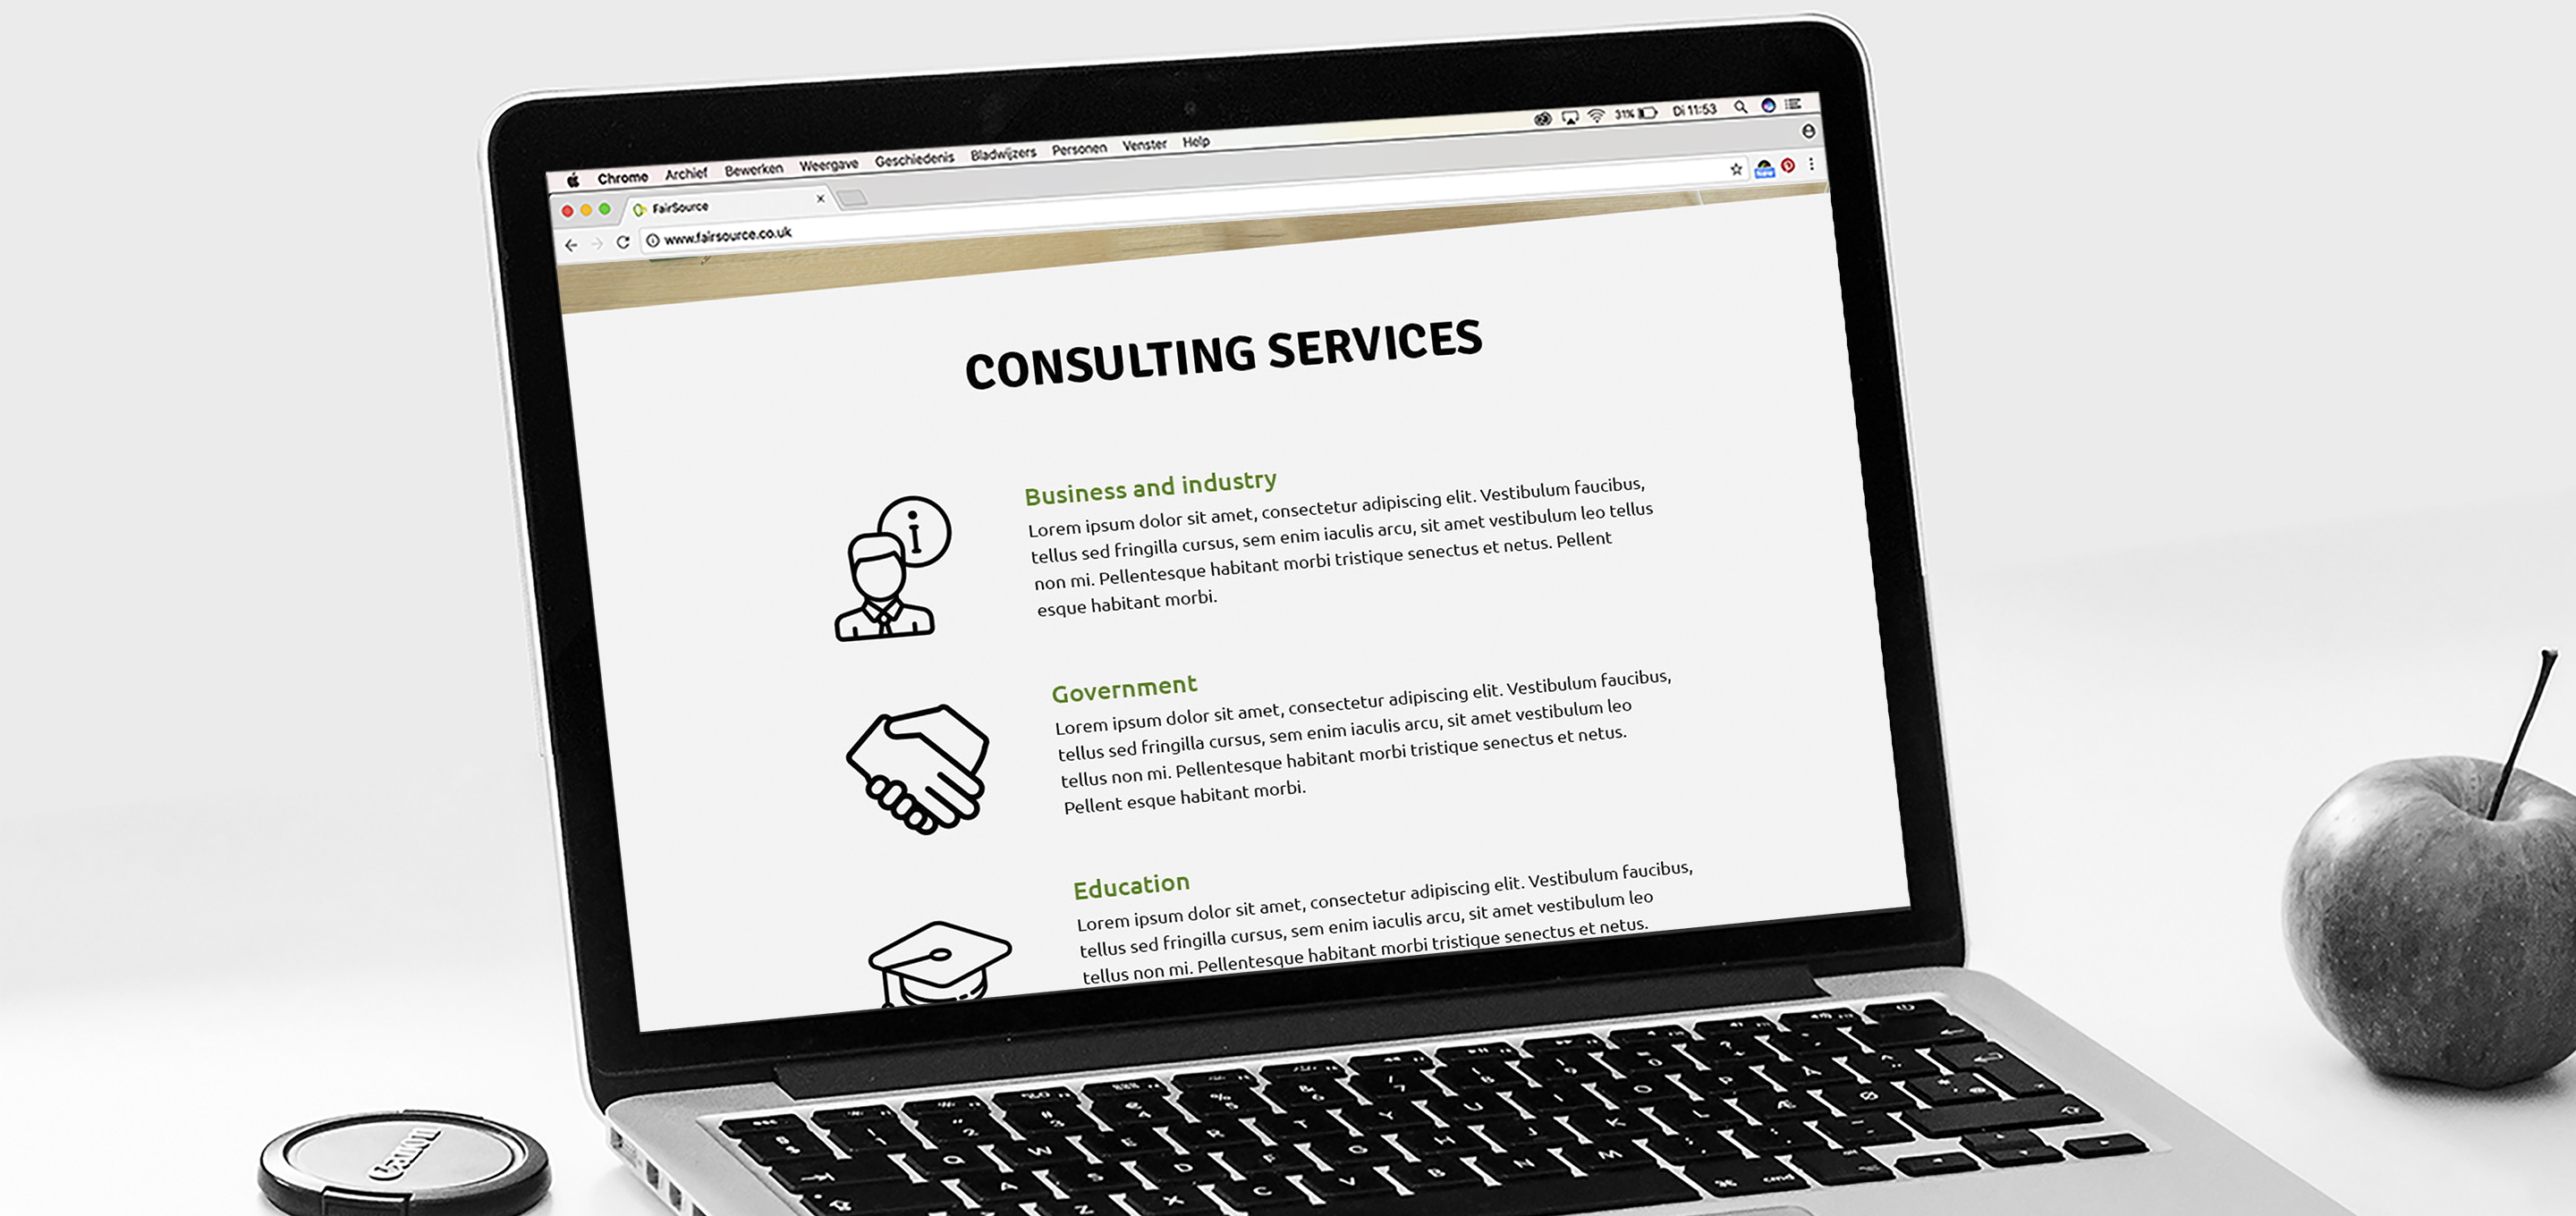 Chrome Archief Bewerken Weergave Geschiedenis Bladwijzers Personen Venster Help 31% Di 11:53
FairSource
www.fairsource.co.uk
New
CONSULTING SERVICES
i
Business and industry
Lorem ipsum dolor sit amet, consectetur adipiscing elit. Vestibulum faucibus,
tellus sed fringilla cursus, sem enim iaculis arcu, sit amet vestibulum leo tellus
non mi. Pellentesque habitant morbi tristique senectus et netus. Pellent
esque habitant morbi.
Government
Lorem ipsum dolor sit amet, consectetur adipiscing elit. Vestibulum faucibus,
tellus sed fringilla cursus, sem enim iaculis arcu, sit amet vestibulum leo
tellus non mi. Pellentesque habitant morbi tristique senectus et netus.
Pellent esque habitant morbi.
Education
Lorem ipsum dolor sit amet, consectetur adipiscing elit. Vestibulum faucibus,
tellus sed fringilla cursus, sem enim iaculis arcu, sit amet vestibulum leo
tellus non mi. Pellentesque habitant morbi tristique senectus et netus.
Canon
Q W E R T Y U I O P Å
A S D F G H J K L Æ Ø
Z X C V B N M
cmd